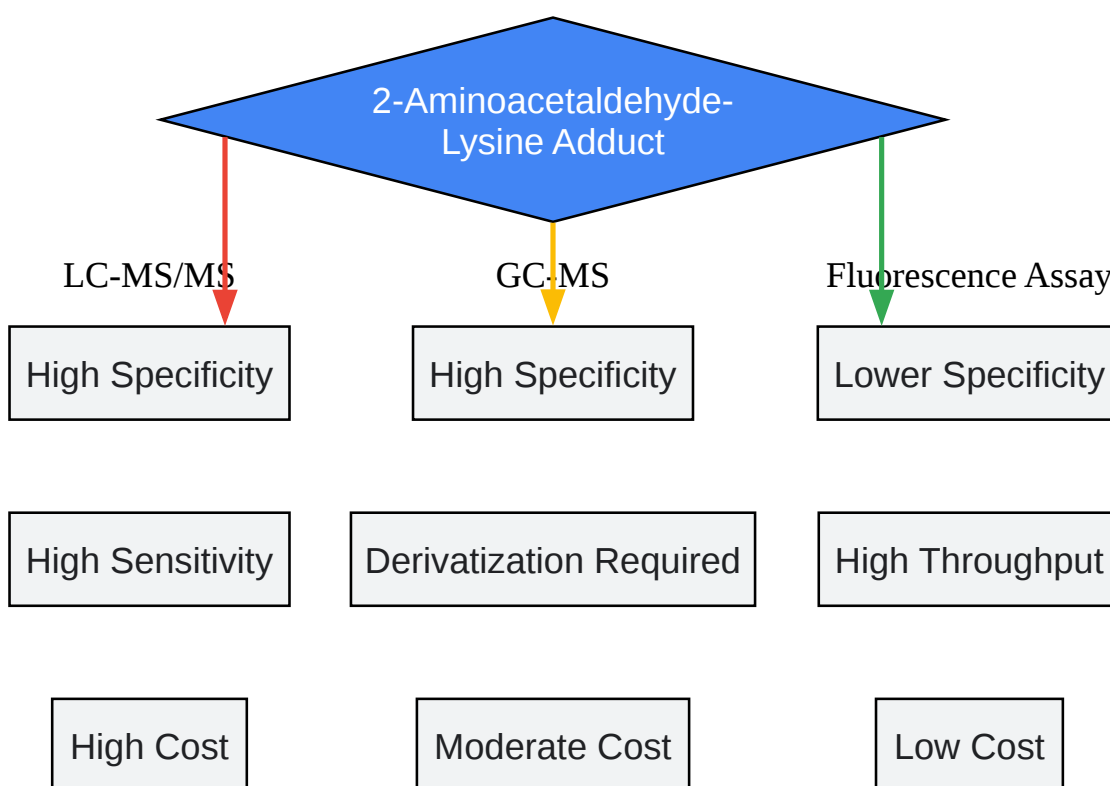 2-Aminoacetaldehyde-
Lysine Adduct
LC-MS/MS
GC-MS
Fluorescence Assay
High Specificity
High Specificity
Lower Specificity
High Sensitivity
Derivatization Required
High Throughput
High Cost
Moderate Cost
Low Cost